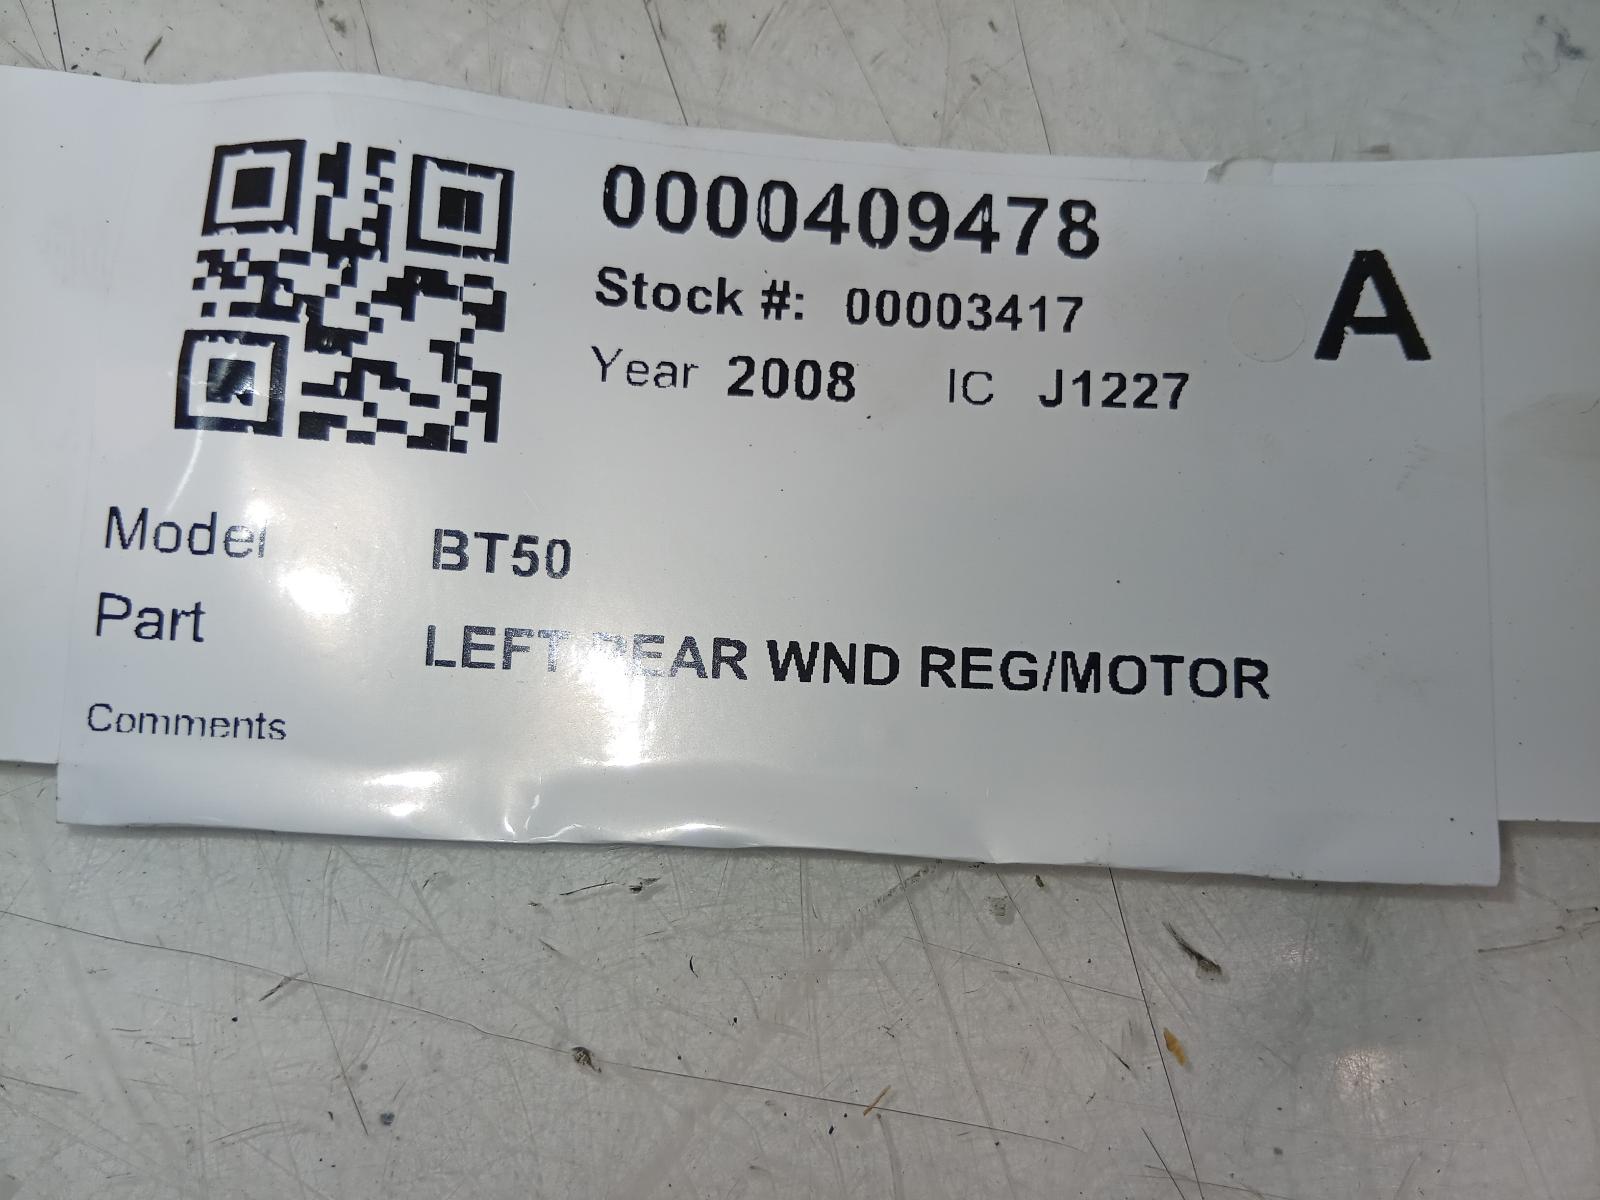 0000409478
Stock #: 00003417
A
Year 2008 IC J1227
Model BT50
Part LEFT REAR WND REG/MOTOR
Comments